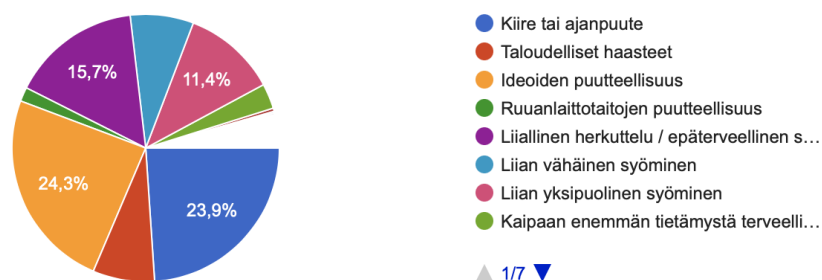 15,7%
11,4%
24,3%
23,9%
Kiire tai ajanpuute
Taloudelliset haasteet
Ideoiden puutteellisuus
Ruuanlaittotaitojen puutteellisuus
Liiallinen herkuttelu / epäterveellinen s…
Liian vähäinen syöminen
Liian yksipuolinen syöminen
Kaipaan enemmän tietämystä terveelli…
1/7